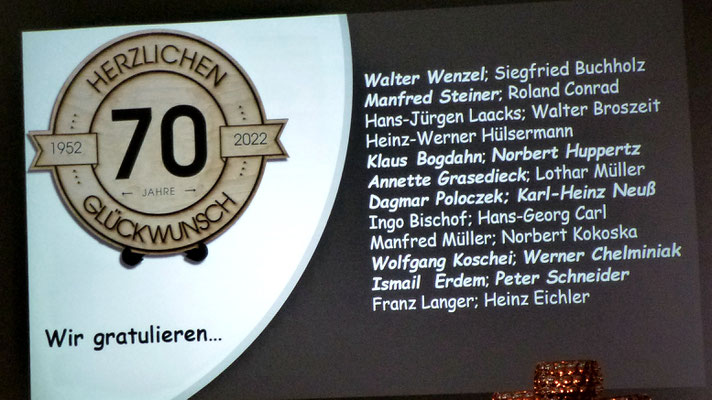 HERZLICHEN
1952
70
2022
JAHRE
GLÜCKWUNSCH
Wir gratulieren...
Walter Wenzel; Siegfried Buchholz
Manfred Steiner; Roland Conrad
Hans-Jürgen Laacks; Walter Broszeit
Heinz-Werner Hülsermann
Klaus Bogdahn; Norbert Huppertz
Annette Grasedieck; Lothar Müller
Dagmar Poloczek; Karl-Heinz Neuß
Ingo Bischof; Hans-Georg Carl
Manfred Müller; Norbert Kokoska
Wolfgang Koschei; Werner Chelminiak
Ismail Erdem; Peter Schneider
Franz Langer; Heinz Eichler